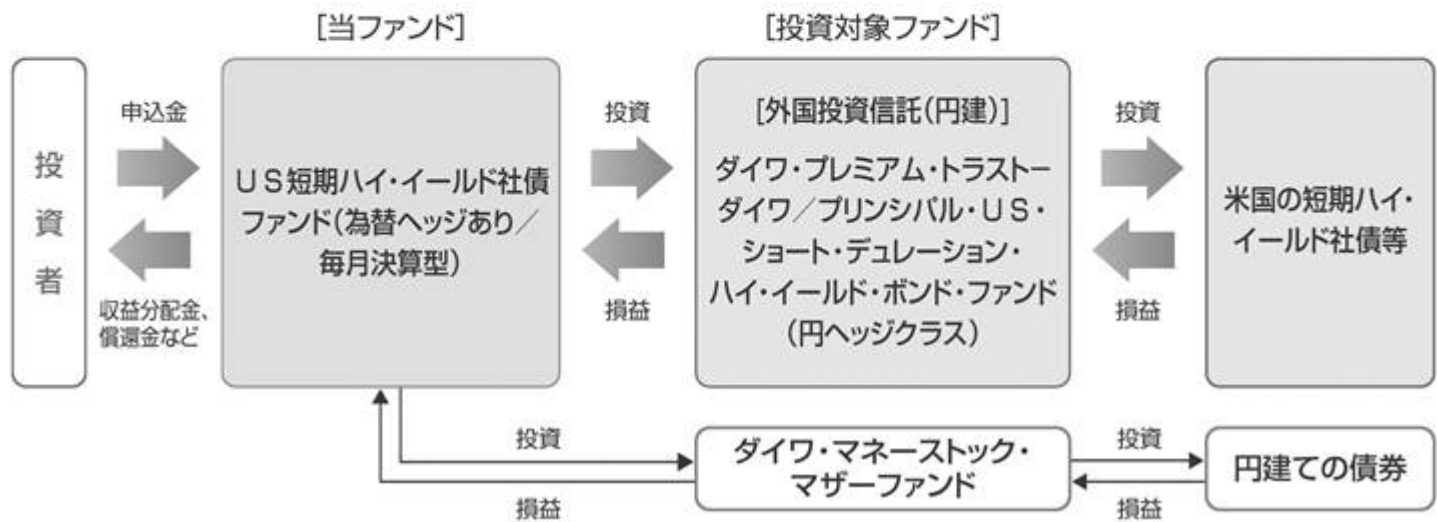 [当ファンド]
[投資対象ファンド]
投資者
申込金
収益分配金、
償還金など
US短期ハイ・イールド社債
ファンド(為替ヘッジあり/
毎月決算型)
投資
損益
[外国投資信託(円建)]
ダイワ・プレミアム・トラスト-
ダイワ/プリンシパル・US・
ショート・デュレーション・
ハイ・イールド・ボンド・ファンド
(円ヘッジクラス)
投資
損益
米国の短期ハイ・
イールド社債等
投資
損益
ダイワ・マネーストック・
マザーファンド
投資
損益
円建ての債券